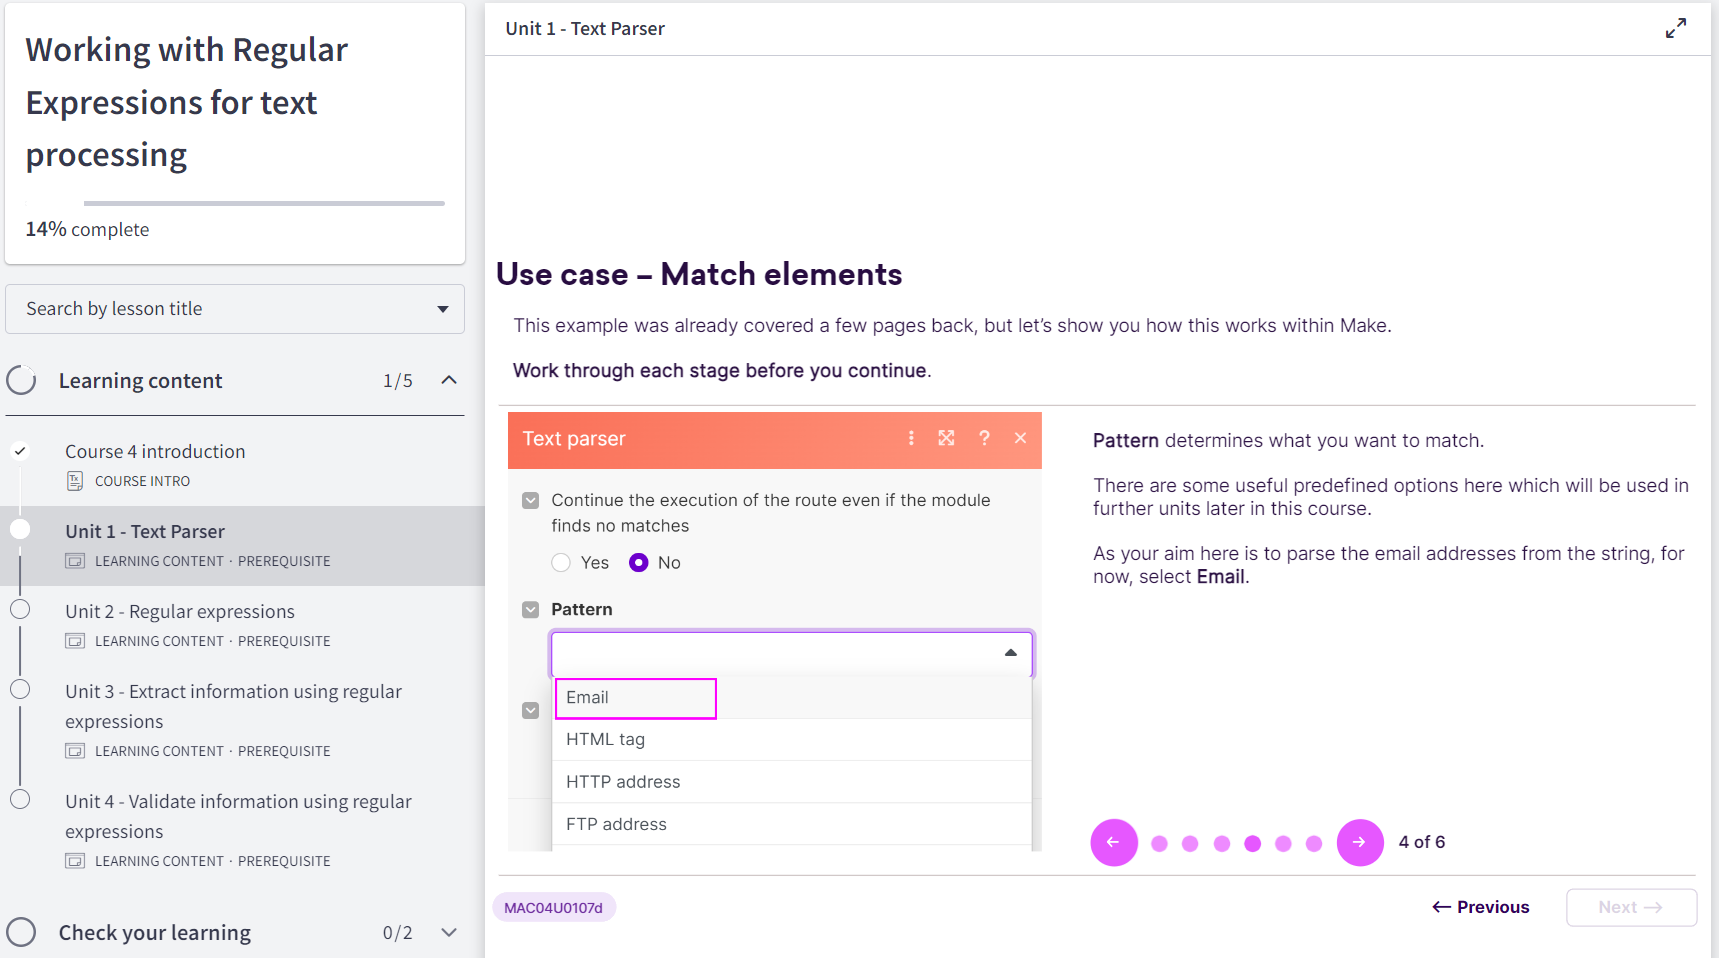 Working with Regular
Expressions for text
processing
14% complete
Search by lesson title
Learning content 1/5
Course 4 introduction
COURSE INTRO
Unit 1 - Text Parser
LEARNING CONTENT · PREREQUISITE
Unit 2 - Regular expressions
LEARNING CONTENT · PREREQUISITE
Unit 3 - Extract information using regular
expressions
LEARNING CONTENT · PREREQUISITE
Unit 4 - Validate information using regular
expressions
LEARNING CONTENT · PREREQUISITE
Check your learning 0/2
Unit 1 - Text Parser
Use case – Match elements
This example was already covered a few pages back, but let's show you how this works within Make.
Work through each stage before you continue.
Text parser
Continue the execution of the route even if the module
finds no matches
Yes No
Pattern
Email
HTML tag
HTTP address
FTP address
Pattern determines what you want to match.
There are some useful predefined options here which will be used in
further units later in this course.
As your aim here is to parse the email addresses from the string, for
now, select Email.
← → 4 of 6
MAC04U0107d
← Previous
Next →